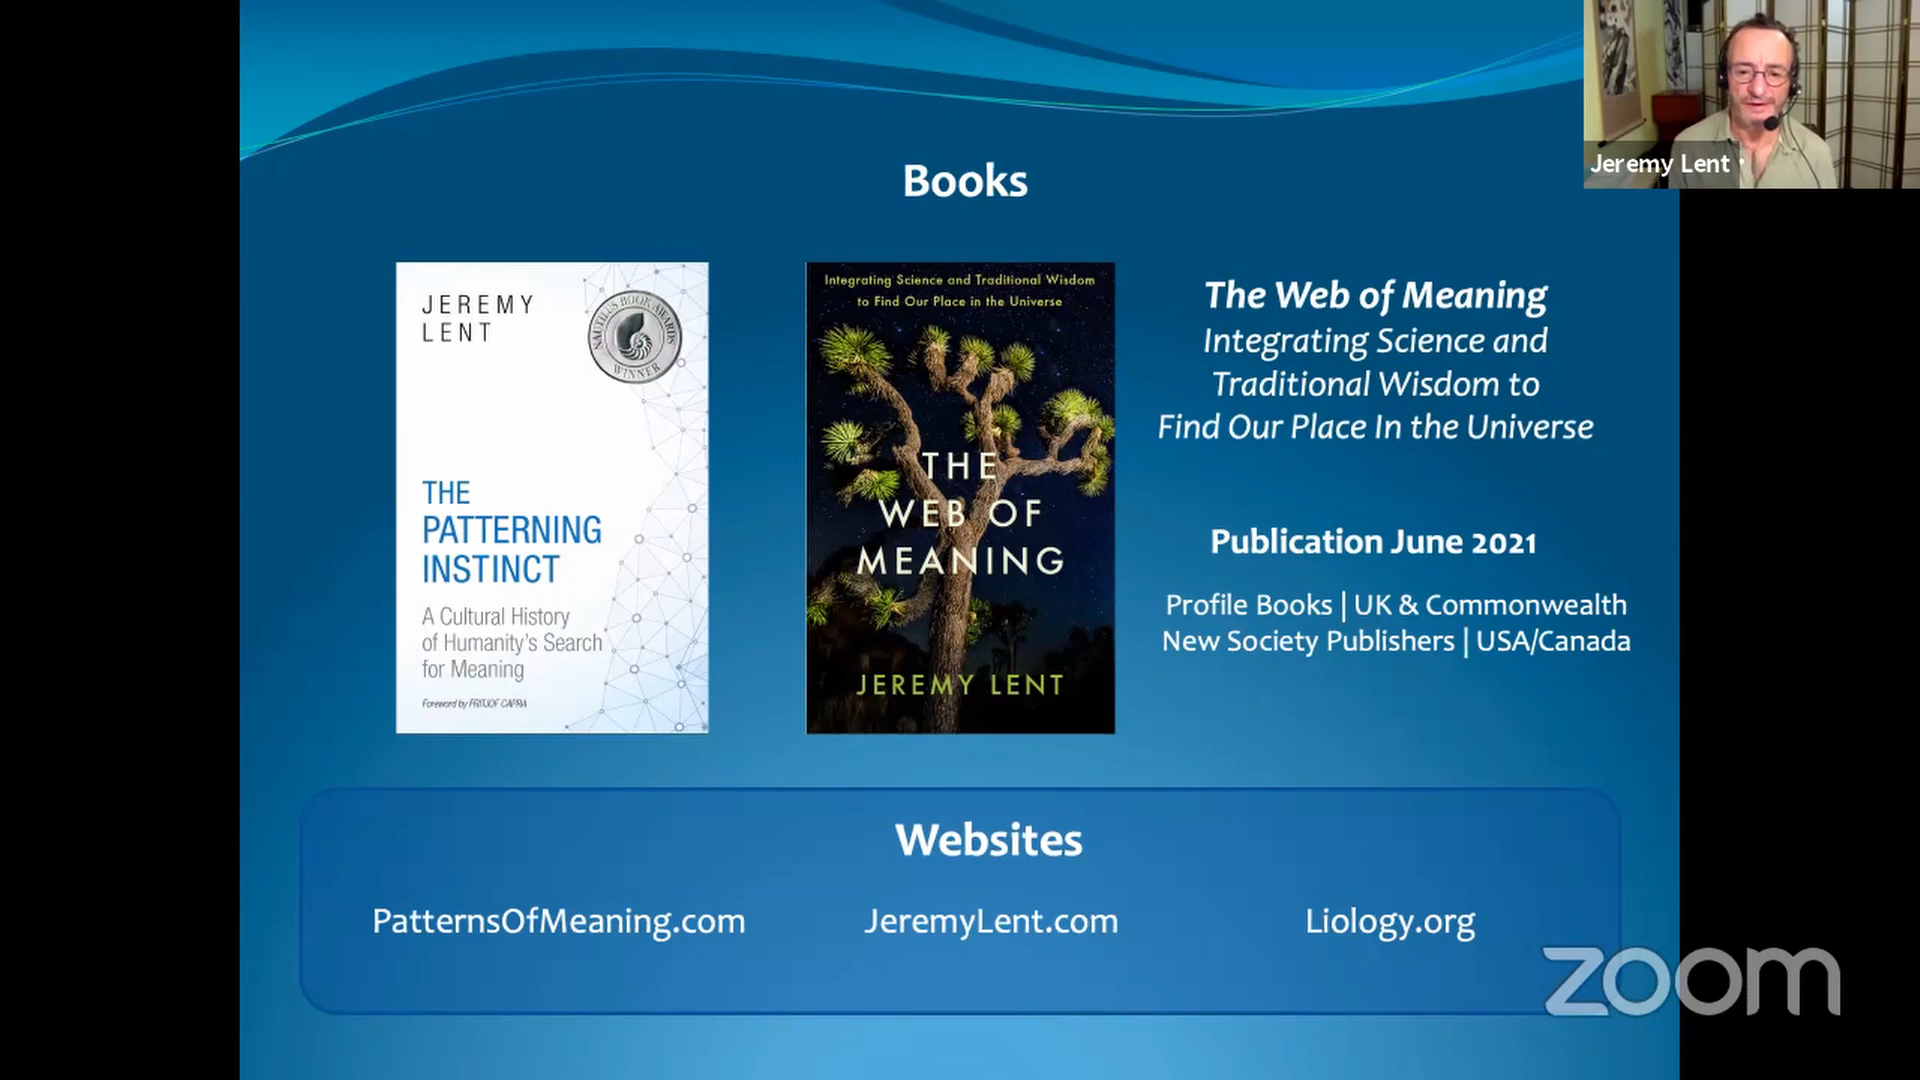 Jeremy Lent
Books
JEREMY
LENT
NAUTILUS BOOK AWARDS
WINNER
THE
PATTERNING
INSTINCT
A Cultural History
of Humanity's Search
for Meaning
Foreword by FRITJOF CAPRA
Integrating Science and Traditional Wisdom
to Find Our Place in the Universe
THE
WEB OF
MEANING
JEREMY LENT
The Web of Meaning
Integrating Science and
Traditional Wisdom to
Find Our Place In the Universe
Publication June 2021
Profile Books | UK & Commonwealth
New Society Publishers | USA/Canada
Websites
PatternsOfMeaning.com
JeremyLent.com
Liology.org
zoom